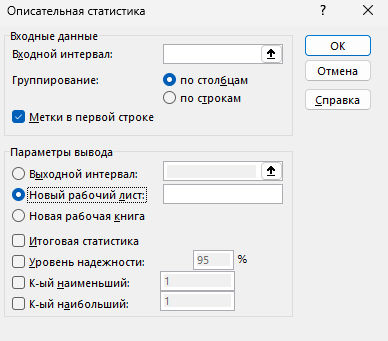 Описательная статистика ? ×
Входные данные
Входной интервал:
ОК
Отмена
Справка
Группирование: по столбцам
по строкам
Метки в первой строке
Параметры вывода
Выходной интервал:
Новый рабочий лист:
Новая рабочая книга
Итоговая статистика
Уровень надежности: 95 %
К-ый наименьший: 1
К-ый наибольший: 1